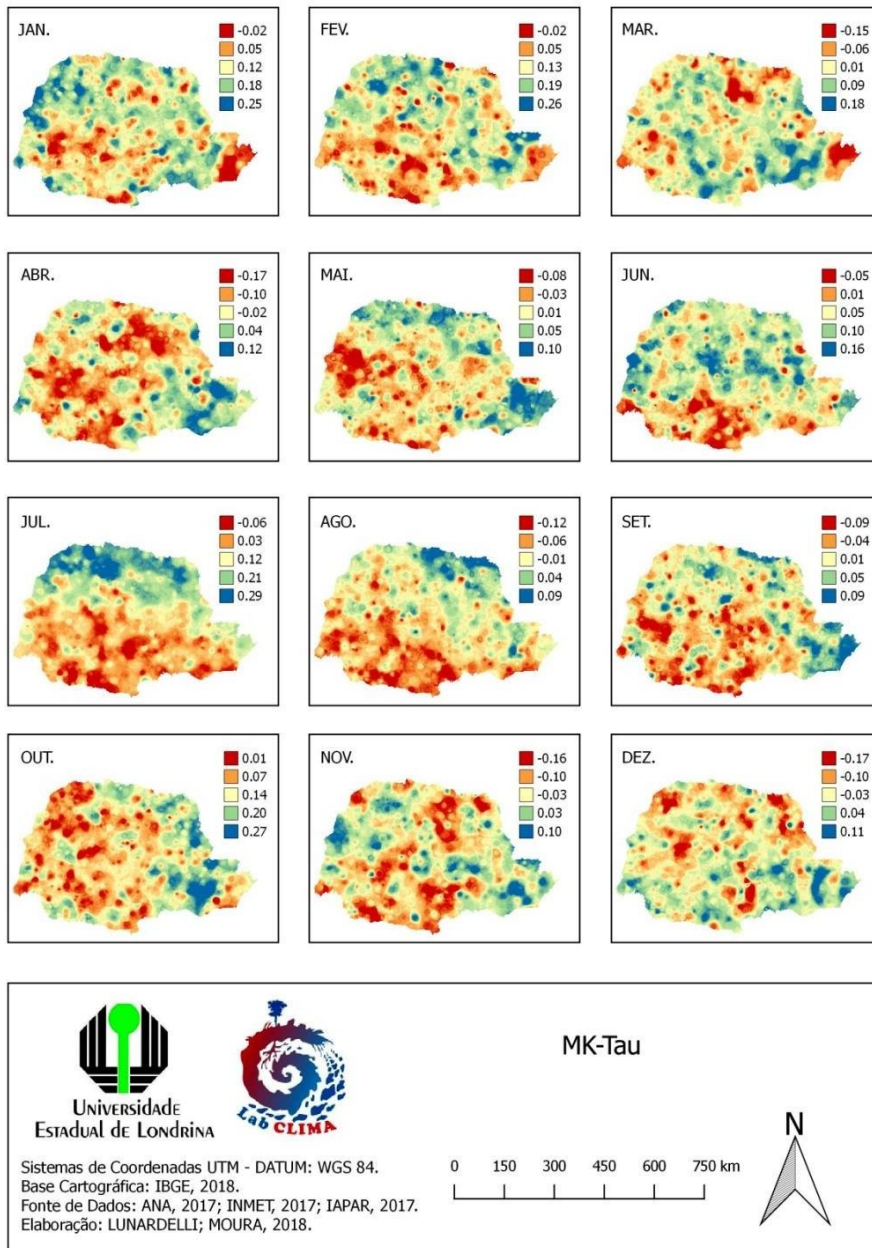 JAN.
-0.02
0.05
0.12
0.18
0.25
FEV.
-0.02
0.05
0.13
0.19
0.26
MAR.
-0.15
-0.06
0.01
0.09
0.18
ABR.
-0.17
-0.10
-0.02
0.04
0.12
MAI.
-0.08
-0.03
0.01
0.05
0.10
JUN.
-0.05
0.01
0.05
0.10
0.16
JUL.
-0.06
0.03
0.12
0.21
0.29
AGO.
-0.12
-0.06
-0.01
0.04
0.09
SET.
-0.09
-0.04
0.01
0.05
0.09
OUT.
0.01
0.07
0.14
0.20
0.27
NOV.
-0.16
-0.10
-0.03
0.03
0.10
DEZ.
-0.17
-0.10
-0.03
0.04
0.11
UNIVERSIDADE
ESTADUAL DE LONDRINA
Lab CLIMA
MK-Tau
0 150 300 450 600 750 km
N
Sistemas de Coordenadas UTM - DATUM: WGS 84.
Base Cartográfica: IBGE, 2018.
Fonte de Dados: ANA, 2017; INMET, 2017; IAPAR, 2017.
Elaboração: LUNARDELLI; MOURA, 2018.